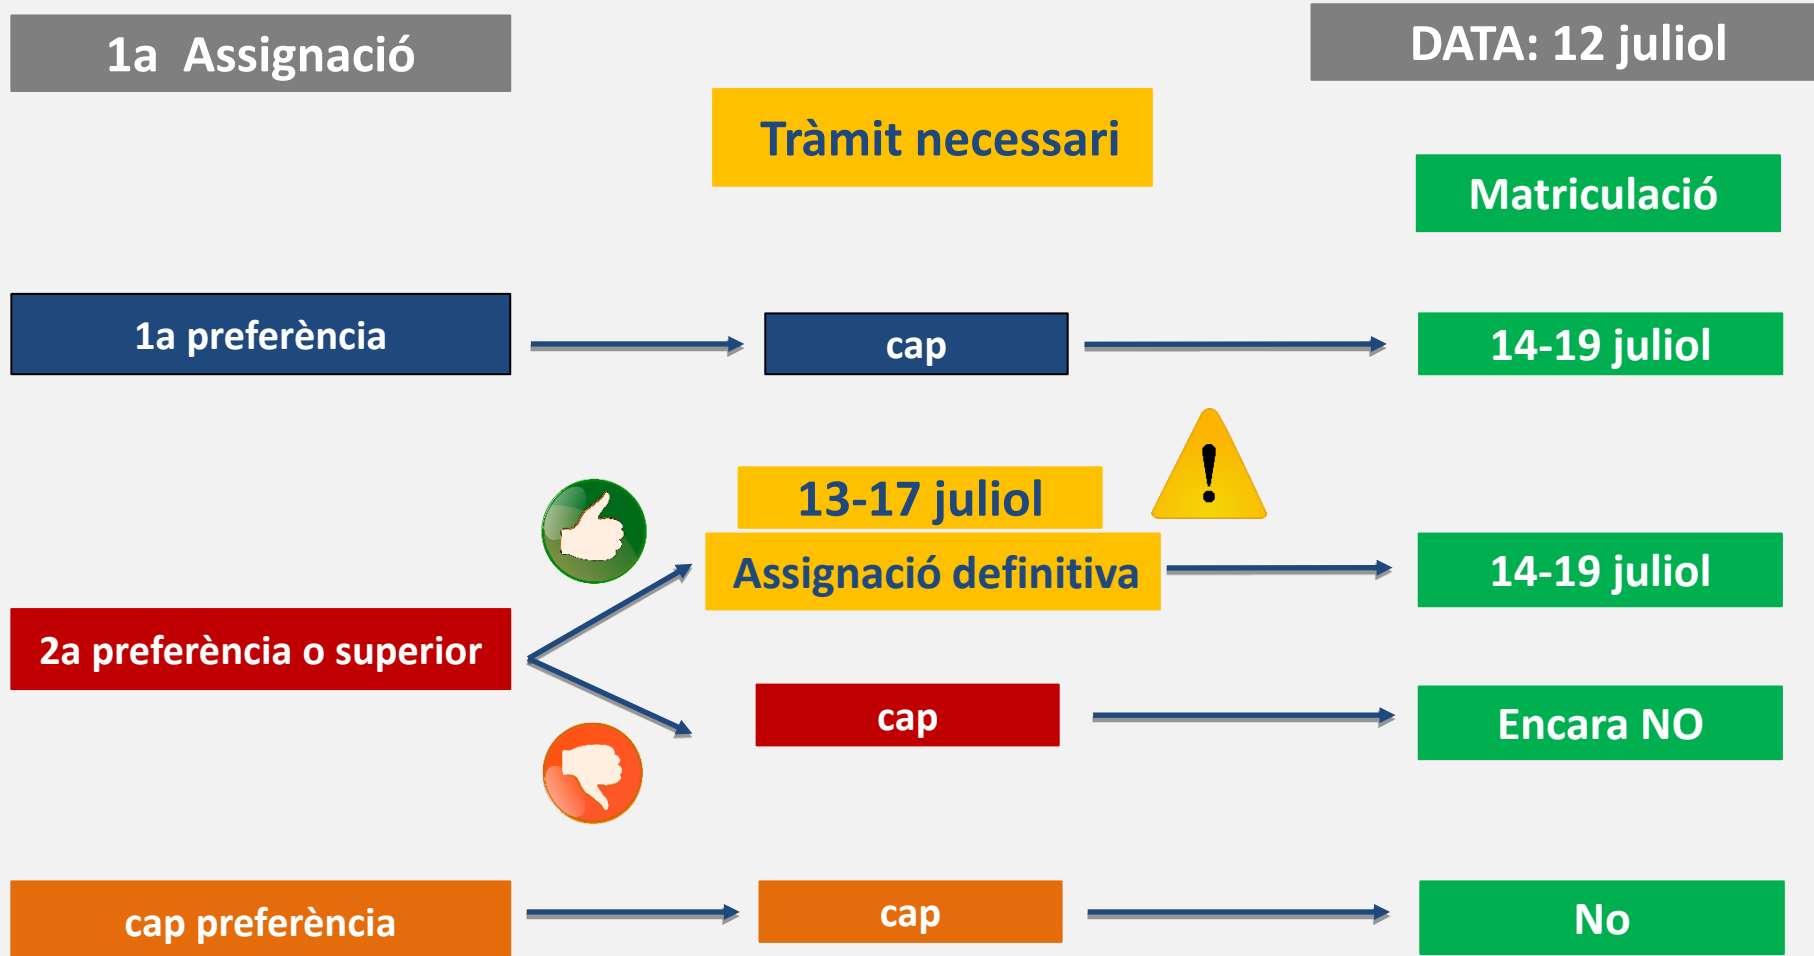 1a Assignació
DATA: 12 juliol
Tràmit necessari
Matriculació
1a preferència
cap
14-19 juliol
13-17 juliol
!
Assignació definitiva
14-19 juliol
2a preferència o superior
cap
Encara NO
cap preferència
cap
No